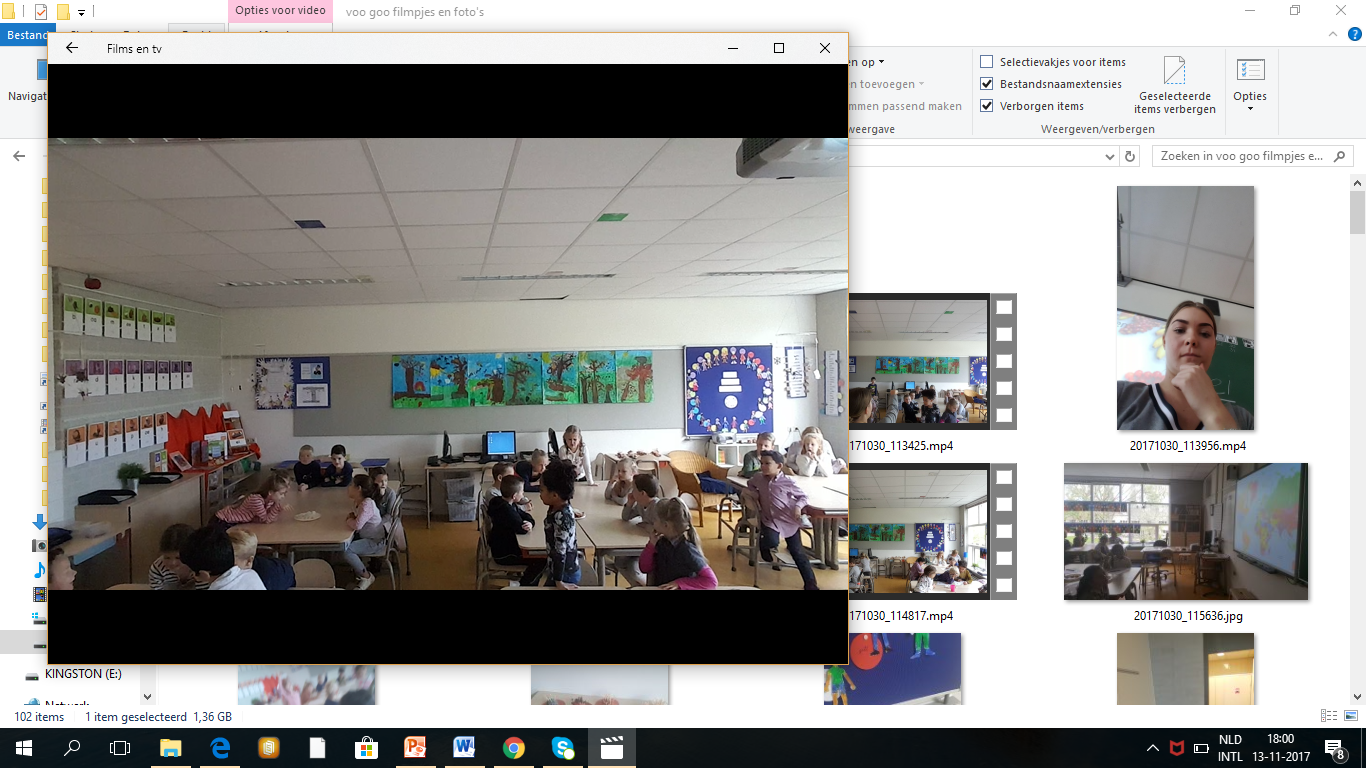 Opties voor video
voo goo filmpjes en foto's
Bestand
Films en tv
Navigat
en op
en toevoegen
mmen passend maken
weergave
Selectievakjes voor items
Bestandsnaamextensies
Verborgen items
Geselecteerde
items verbergen
Opties
Weergeven/verbergen
Zoeken in voo goo filmpjes e...
171030_113425.mp4
20171030_113956.mp4
171030_114817.mp4
20171030_115636.jpg
KINGSTON (E:)
Network
102 items
1 item geselecteerd 1,36 GB
NLD
INTL
18:00
13-11-2017
8